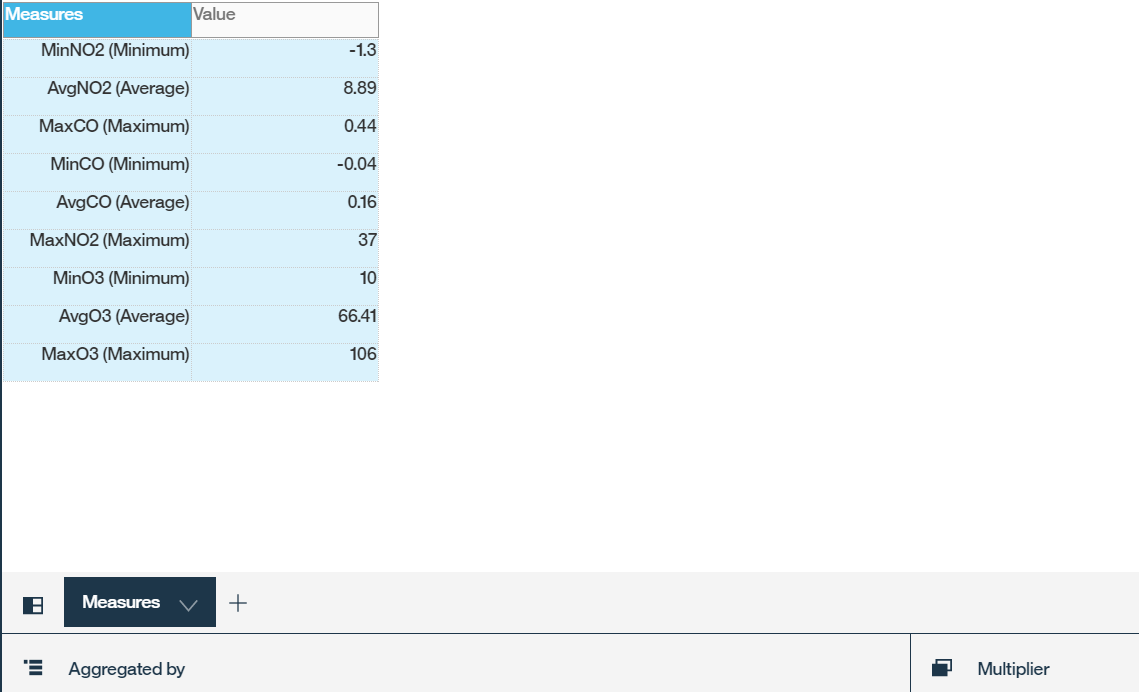 Measures Value
MinNO2 (Minimum) -1.3
AvgNO2 (Average) 8.89
MaxCO (Maximum) 0.44
MinCO (Minimum) -0.04
AvgCO (Average) 0.16
MaxNO2 (Maximum) 37
MinO3 (Minimum) 10
AvgO3 (Average) 66.41
MaxO3 (Maximum) 106
Measures
Aggregated by Multiplier